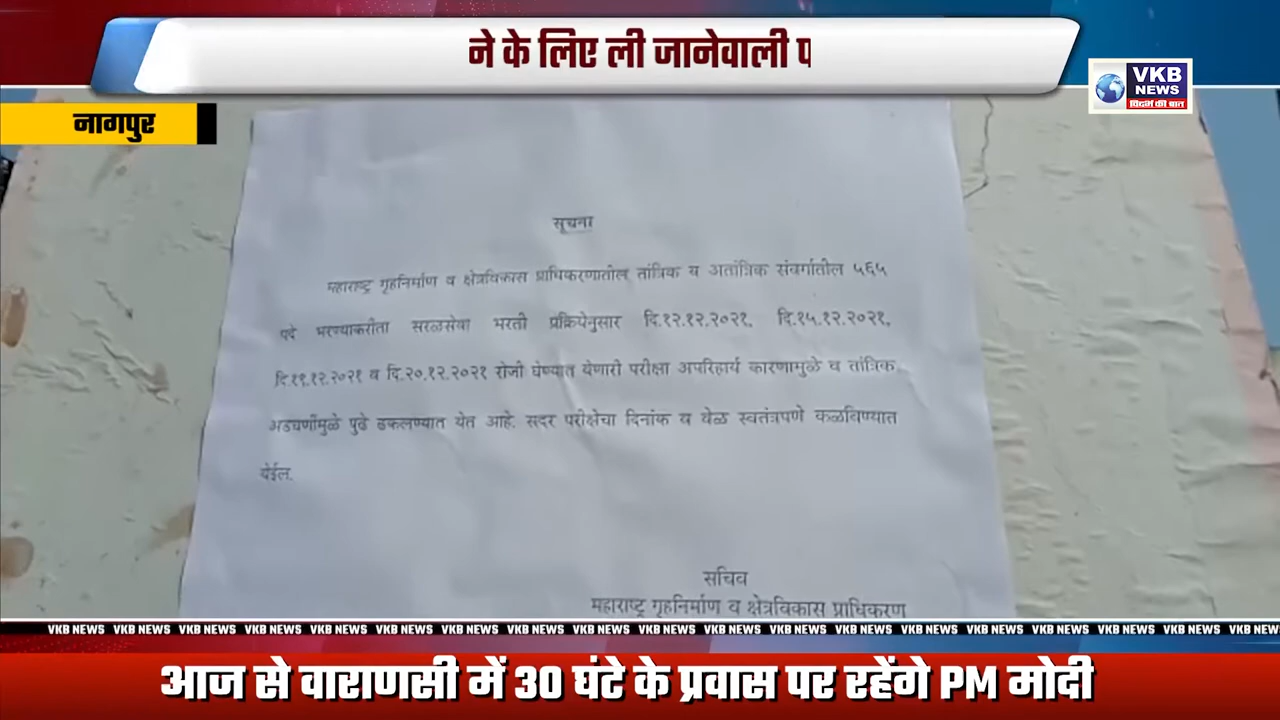 ने के लिए ली जानेवाली प
VKB
NEWS
विदर्भ की बात
नागपुर
सूचना
महाराष्ट्र गृहनिर्माण व क्षेत्रविकास प्राधिकरणातील तांत्रिक व अतांत्रिक संवर्गातील ५६५
पदे भरण्याकरीता सरळसेवा भरती प्रक्रियेनुसार दि.१२.१२.२०२१, दि.१५.१२.२०२१,
दि.१९.१२.२०२१ व दि.२०.१२.२०२१ रोजी घेण्यात येणारी परीक्षा अपरिहार्य कारणामुळे व तांत्रिक
अडचणींमुळे पुढे ढकलण्यात येत आहे. सदर परीक्षेचा दिनांक व वेळ स्वतंत्रपणे कळविण्यात
येईल.
सचिव
महाराष्ट्र गृहनिर्माण व क्षेत्रविकास प्राधिकरण
VKB NEWS VKB NEWS VKB NEWS VKB NEWS VKB NEWS VKB NEWS VKB NEWS VKB NEWS VKB NEWS VKB NEWS VKB NEWS VKB NEWS VKB NEWS VKB NEWS VKB NEWS VKB NEWS VKB NEWS VKB NEWS VKB NEW
आज से वाराणसी में 30 घंटे के प्रवास पर रहेंगे PM मोदी